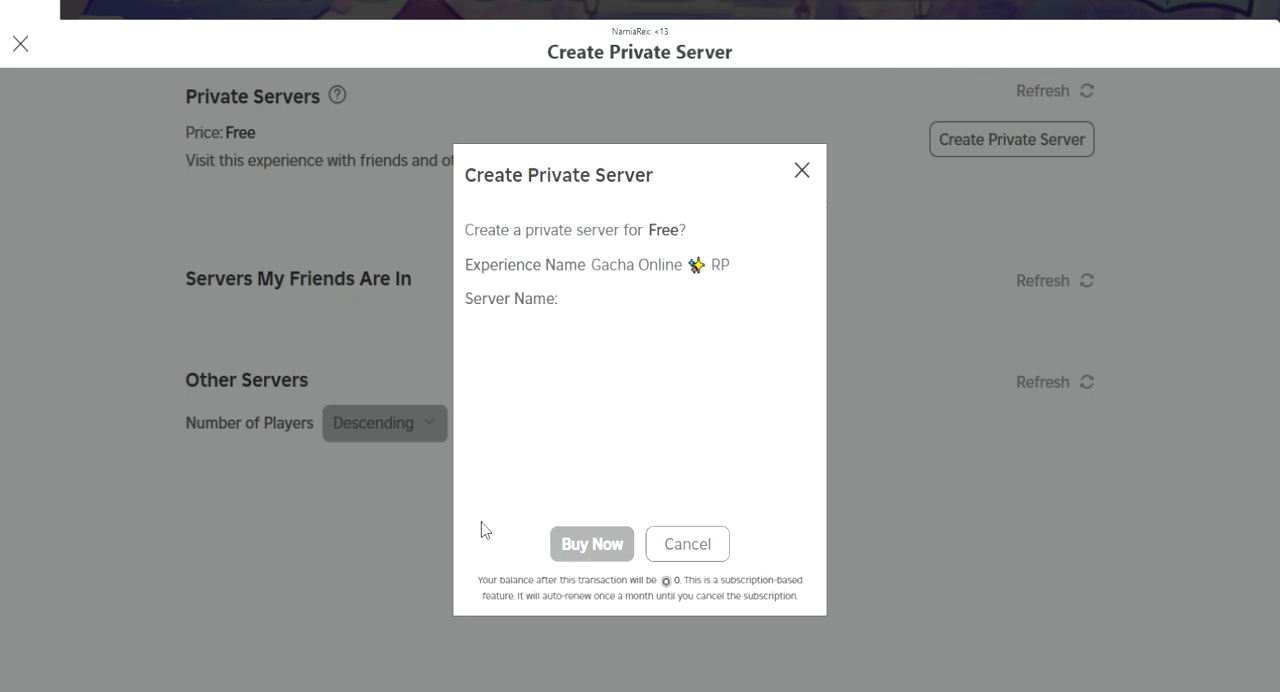 NarniaRex: <13
Create Private Server
Private Servers
Refresh
Price: Free
Create Private Server
Visit this experience with friends and ot
Create Private Server
Create a private server for Free?
Experience Name Gacha Online ✨ RP
Server Name:
Servers My Friends Are In
Refresh
Other Servers
Refresh
Number of Players Descending
Buy Now Cancel
Your balance after this transaction will be 0. This is a subscription-based
feature. It will auto-renew once a month until you cancel the subscription.